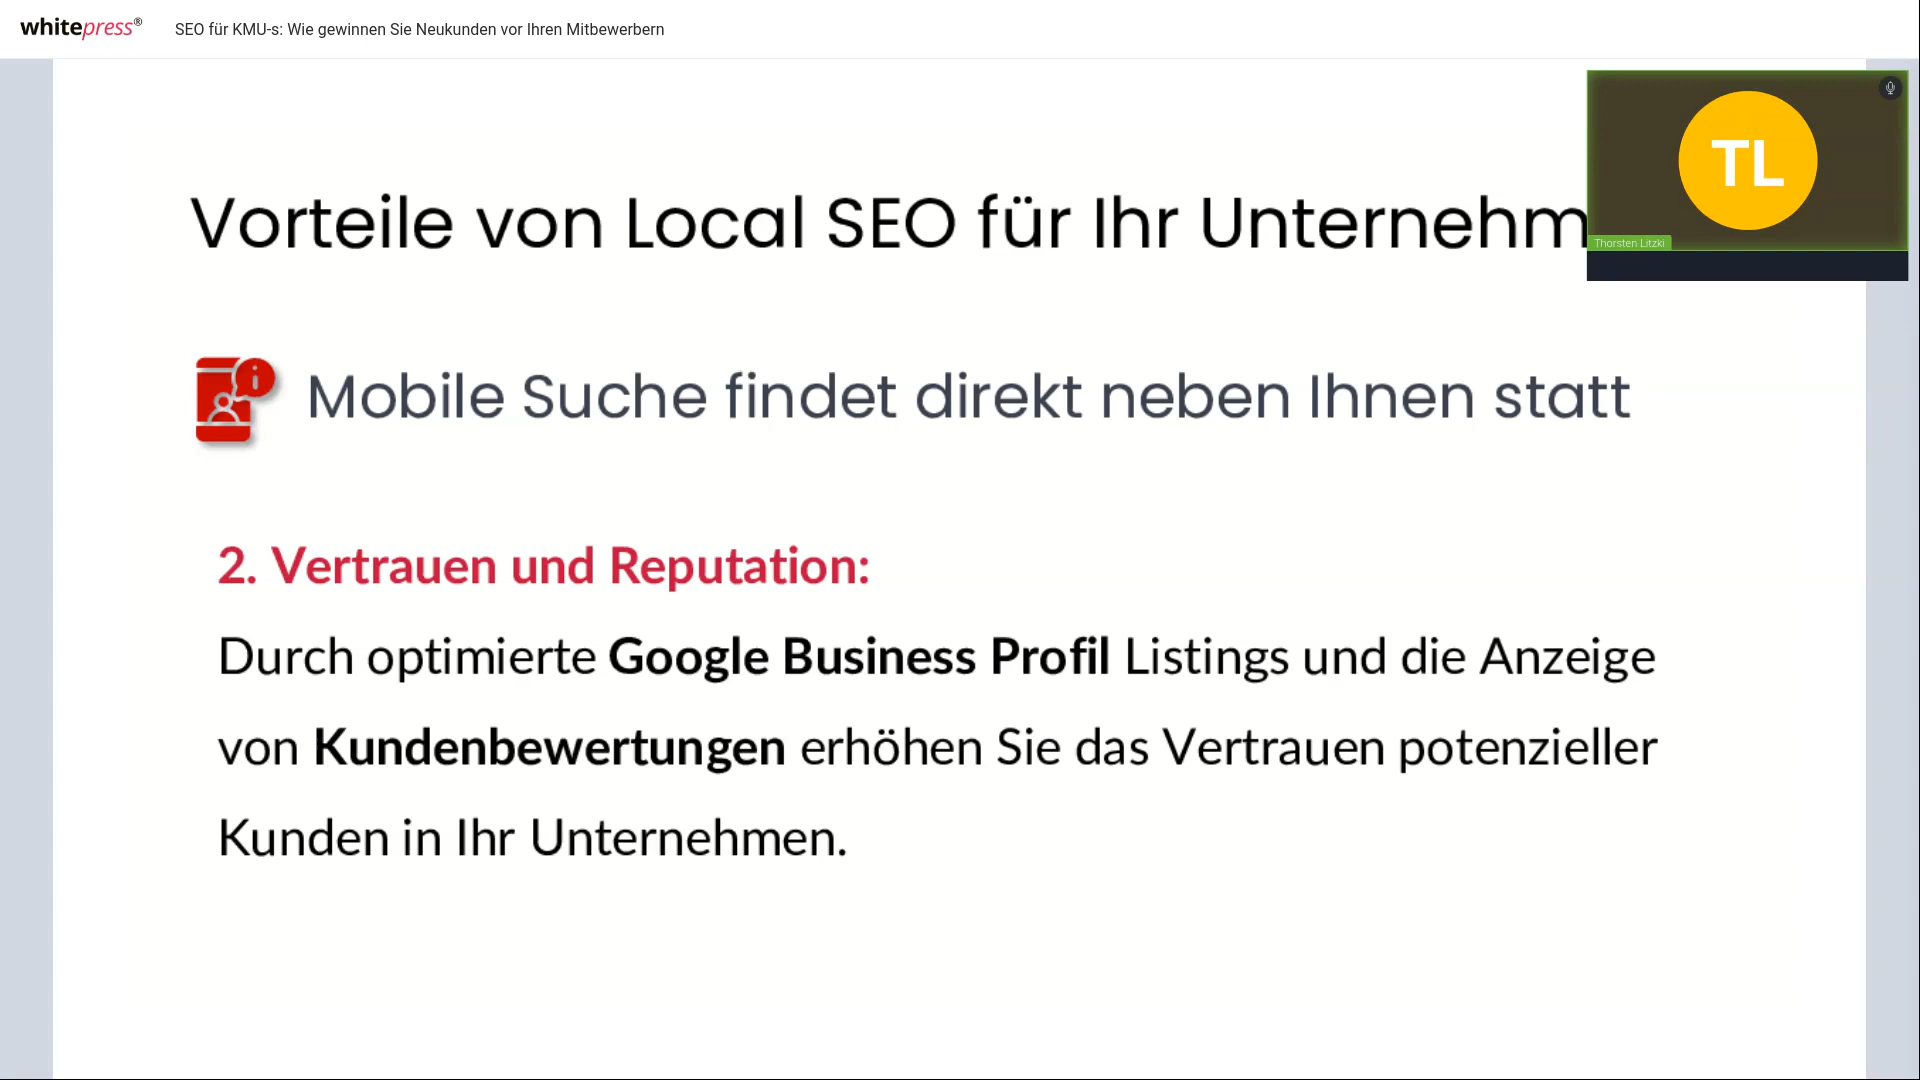 whitepress®
SEO für KMU-s: Wie gewinnen Sie Neukunden vor Ihren Mitbewerbern
TL
Thorsten Litzki
Vorteile von Local SEO für Ihr Unternehm
Mobile Suche findet direkt neben Ihnen statt
2. Vertrauen und Reputation:
Durch optimierte Google Business Profil Listings und die Anzeige
von Kundenbewertungen erhöhen Sie das Vertrauen potenzieller
Kunden in Ihr Unternehmen.